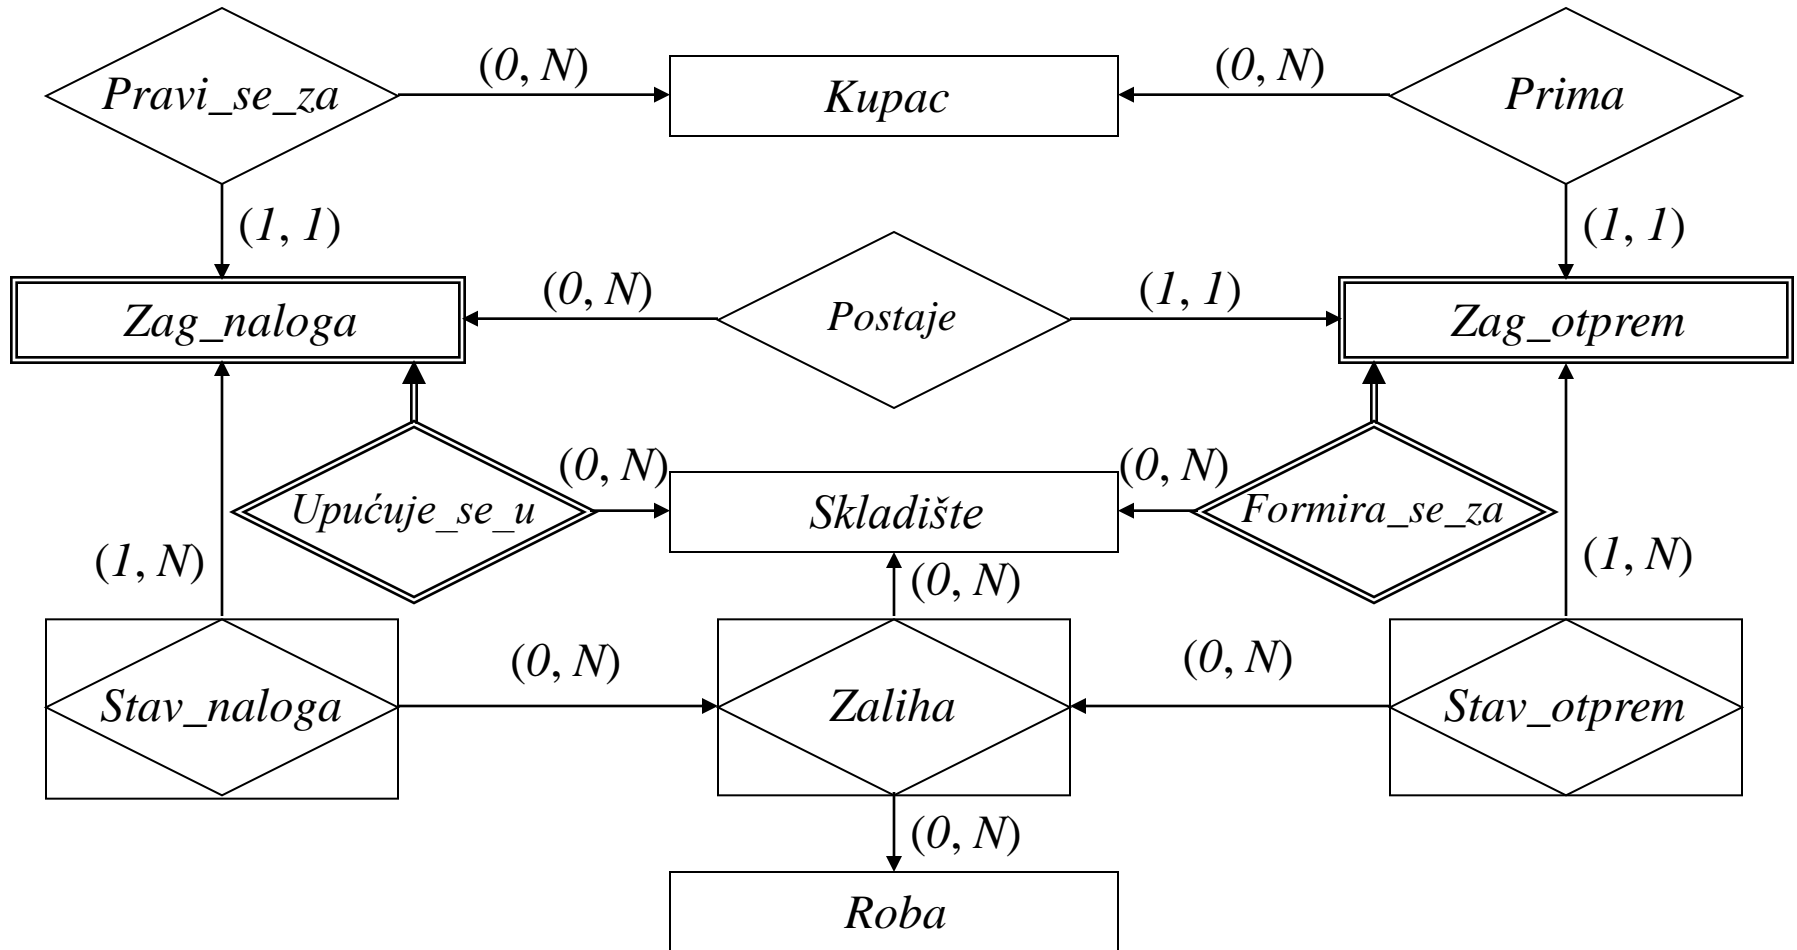 (0, N)
(0, N)
Pravi_se_za
Kupac
Prima
(1, 1)
(1, 1)
(0, N)
(1, 1)
Zag_naloga
Postaje
Zag_otprem
(0, N)
(0, N)
Upućuje_se_u
Skladište
Formira_se_za
(1, N)
(0, N)
(1, N)
(0, N)
(0, N)
Stav_naloga
Zaliha
Stav_otprem
(0, N)
Roba